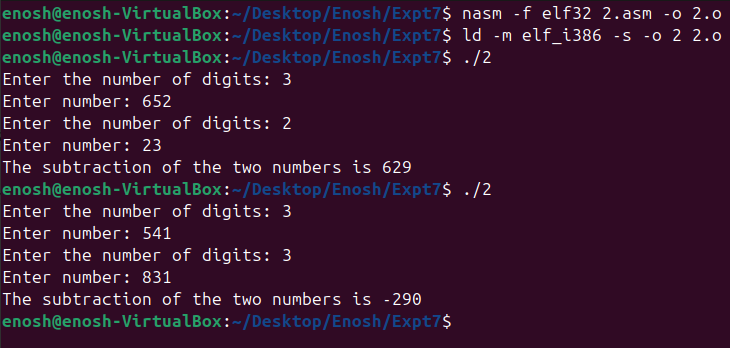 enosh@enosh-VirtualBox:~/Desktop/Enosh/Expt7$ nasm -f elf32 2.asm -o 2.o
enosh@enosh-VirtualBox:~/Desktop/Enosh/Expt7$ ld -m elf_i386 -s -o 2 2.o
enosh@enosh-VirtualBox:~/Desktop/Enosh/Expt7$ ./2
Enter the number of digits: 3
Enter number: 652
Enter the number of digits: 2
Enter number: 23
The subtraction of the two numbers is 629
enosh@enosh-VirtualBox:~/Desktop/Enosh/Expt7$ ./2
Enter the number of digits: 3
Enter number: 541
Enter the number of digits: 3
Enter number: 831
The subtraction of the two numbers is -290
enosh@enosh-VirtualBox:~/Desktop/Enosh/Expt7$